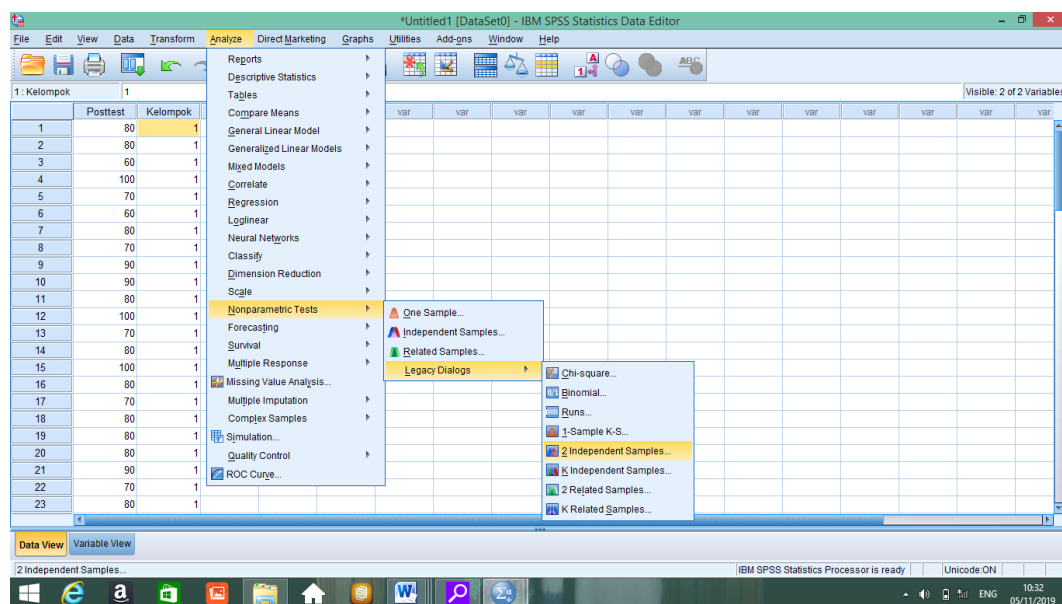 *Untitled1 [DataSet0] - IBM SPSS Statistics Data Editor
File Edit View Data Transform Analyze Direct Marketing Graphs Utilities Add-ons Window Help
1 : Kelompok 1 Visible: 2 of 2 Variables
Posttest Kelompok var var var var var var var var var var var
1 80 1
2 80 1
3 60 1
4 100 1
5 70 1
6 60 1
7 80 1
8 70 1
9 90 1
10 90 1
11 80 1
12 100 1
13 70 1
14 80 1
15 100 1
16 80 1
17 70 1
18 80 1
19 80 1
20 80 1
21 90 1
22 70 1
23 80 1
Reports
Descriptive Statistics
Tables
Compare Means
General Linear Model
Generalized Linear Models
Mixed Models
Correlate
Regression
Loglinear
Neural Networks
Classify
Dimension Reduction
Scale
Nonparametric Tests
Forecasting
Survival
Multiple Response
Missing Value Analysis...
Multiple Imputation
Complex Samples
Simulation...
Quality Control
ROC Curve...
One Sample...
Independent Samples...
Related Samples...
Legacy Dialogs
Chi-square...
Binomial...
Runs...
1-Sample K-S...
2 Independent Samples...
K Independent Samples...
2 Related Samples...
K Related Samples...
Data View Variable View
2 Independent Samples... IBM SPSS Statistics Processor is ready Unicode:ON
ENG 10:32
05/11/2019